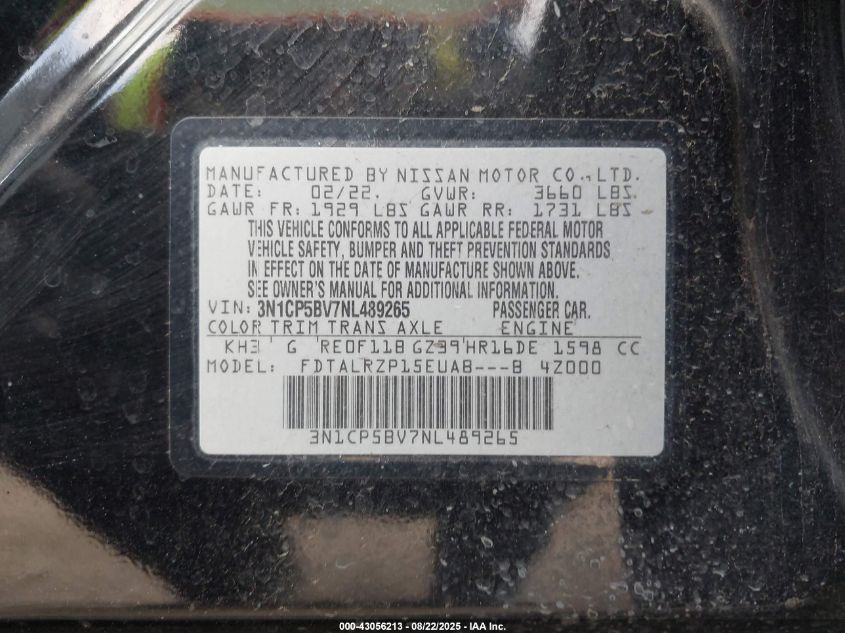 MANUFACTURED BY NISSAN MOTOR CO.,LTD.
DATE: 02/22. GVWR: 3660 LBS.
GAWR FR: 1929 LBS GAWR RR: 1731 LBS
THIS VEHICLE CONFORMS TO ALL APPLICABLE FEDERAL MOTOR
VEHICLE SAFETY, BUMPER AND THEFT PREVENTION STANDARDS
IN EFFECT ON THE DATE OF MANUFACTURE SHOWN ABOVE.
SEE OWNER'S MANUAL FOR ADDITIONAL INFORMATION.
VIN: 3N1CP5BV7NL489265 PASSENGER CAR.
COLOR TRIM TRANS AXLE ENGINE
KH3 G RE0F11B GZ39 HR16DE 1598 CC
MODEL: FDTALRZP15EUAB---B 4Z000
3N1CP5BV7NL489265
000-43056213 - 08/22/2025 - IAA Inc.